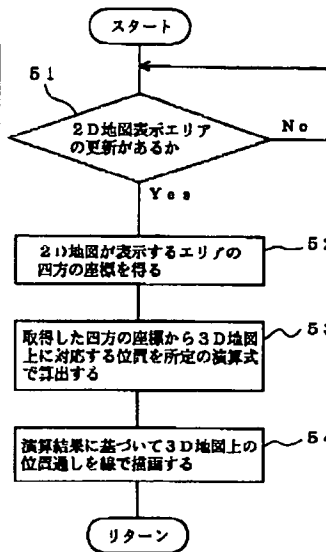 スタート
51
2D地図表示エリア
の更新があるか
No
Yes
52
2D地図が表示するエリアの
四方の座標を得る
53
取得した四方の座標から3D地図
上に対応する位置を所定の演算式
で算出する
54
演算結果に基づいて3D地図上の
位置通しを線で描画する
リターン